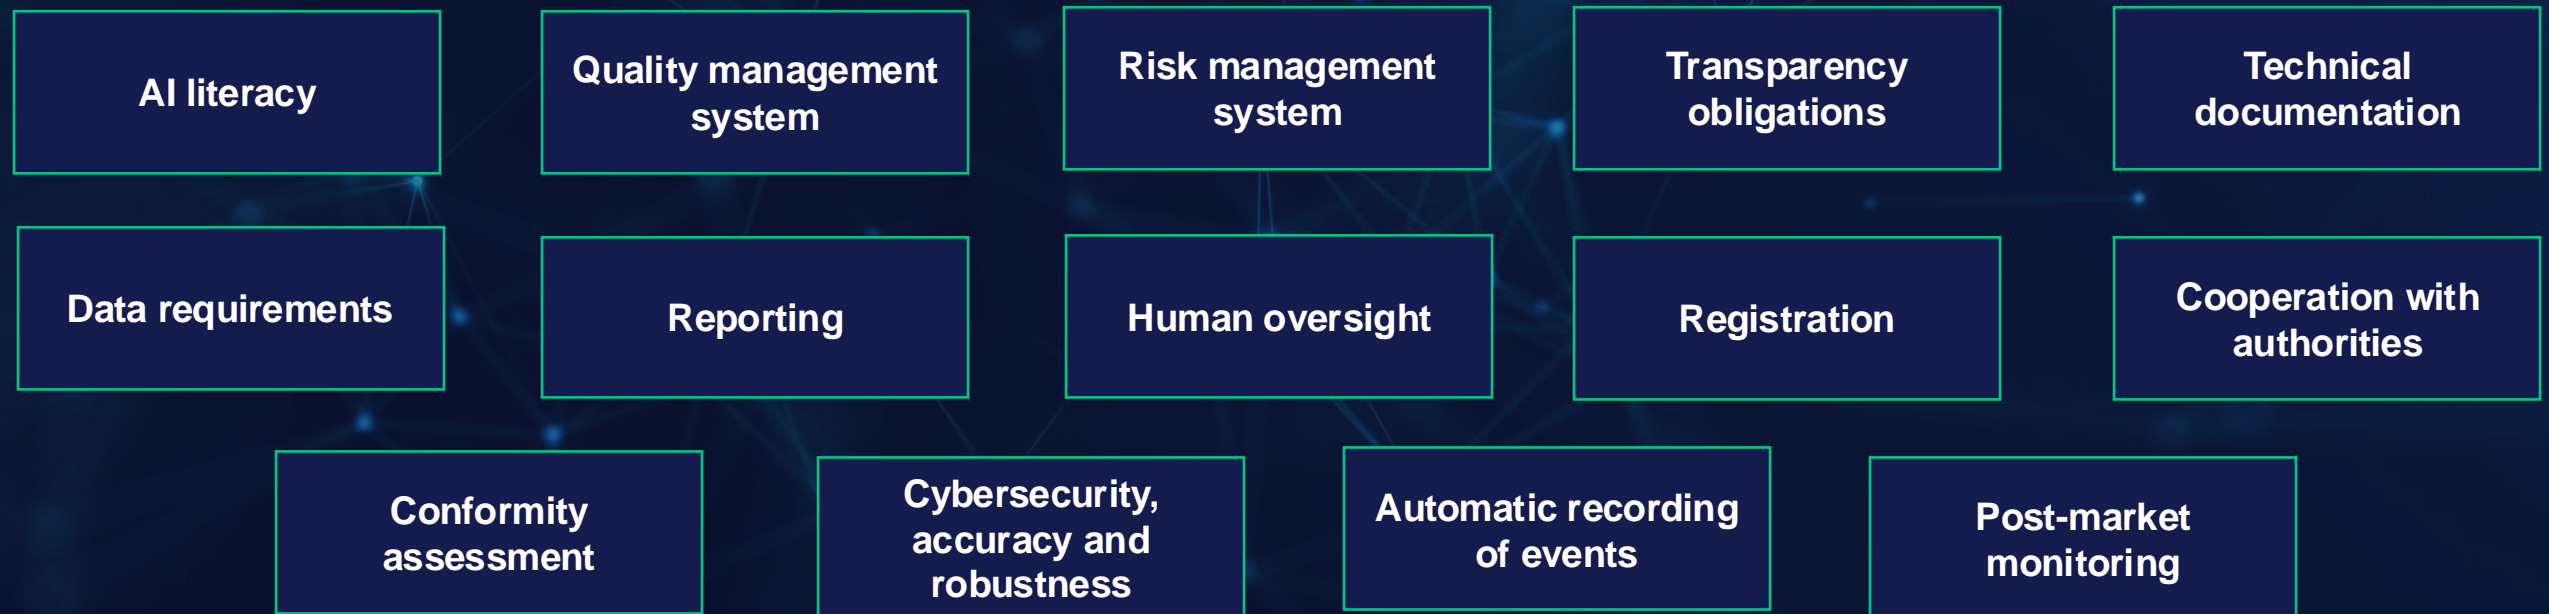 AI literacy
Quality management
system
Risk management
system
Transparency
obligations
Technical
documentation
Data requirements
Reporting
Human oversight
Registration
Cooperation with
authorities
Conformity
assessment
Cybersecurity,
accuracy and
robustness
Automatic recording
of events
Post-market
monitoring